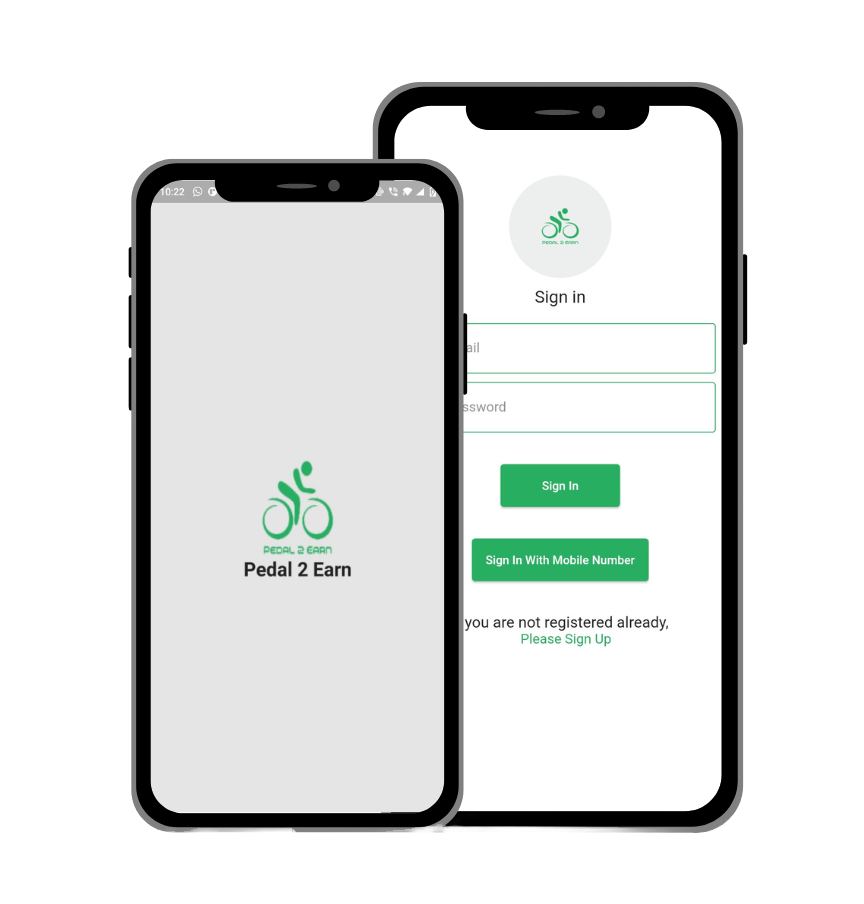 10:22
PEDAL 2 EARN
Pedal 2 Earn
PEDAL 2 EARN
Sign in
ail
ssword
Sign In
Sign In With Mobile Number
you are not registered already,
Please Sign Up